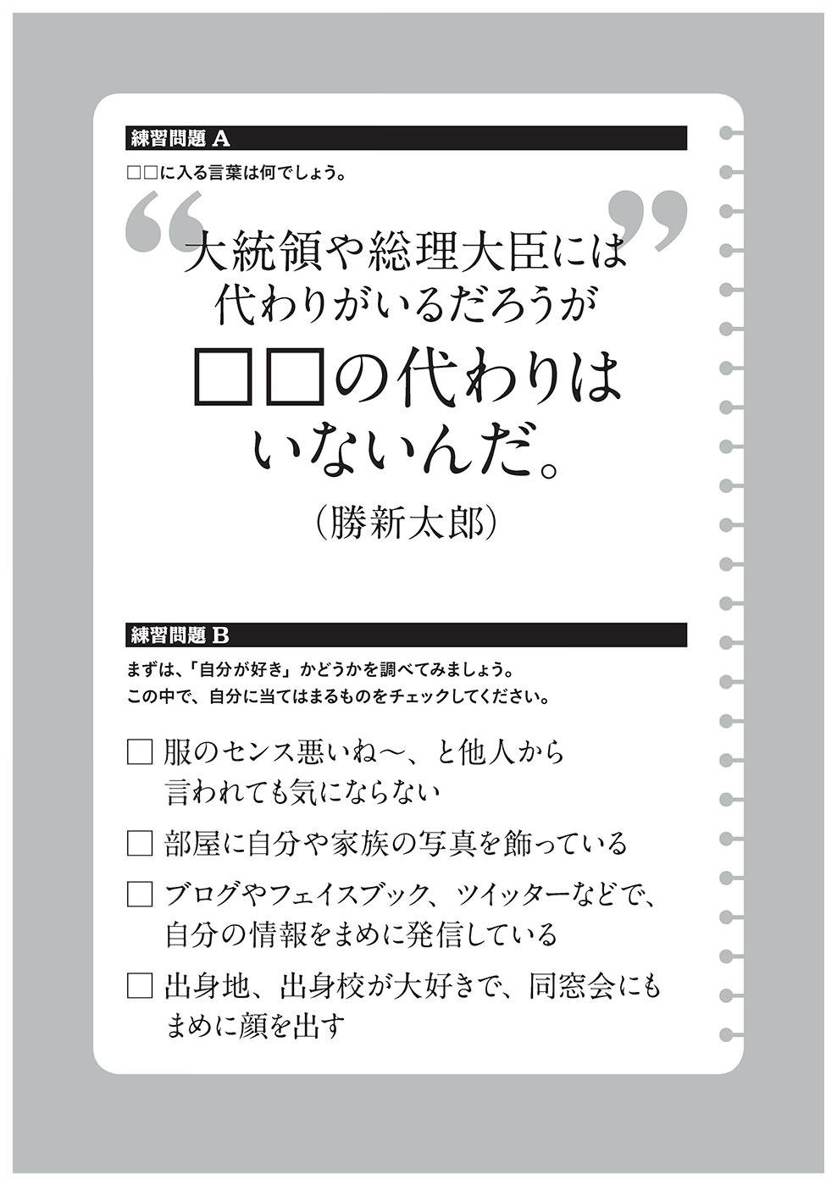 練習問題 A
□□に入る言葉は何でしょう。
“大統領や総理大臣には”
代わりがいるだろうが
□□の代わりは
いないんだ。
（勝新太郎）
練習問題 B
まずは、「自分が好き」かどうかを調べてみましょう。
この中で、自分に当てはまるものをチェックしてください。
□ 服のセンス悪いね〜、と他人から
言われても気にならない
□ 部屋に自分や家族の写真を飾っている
□ ブログやフェイスブック、ツイッターなどで、
自分の情報をまめに発信している
□ 出身地、出身校が大好きで、同窓会にも
まめに顔を出す